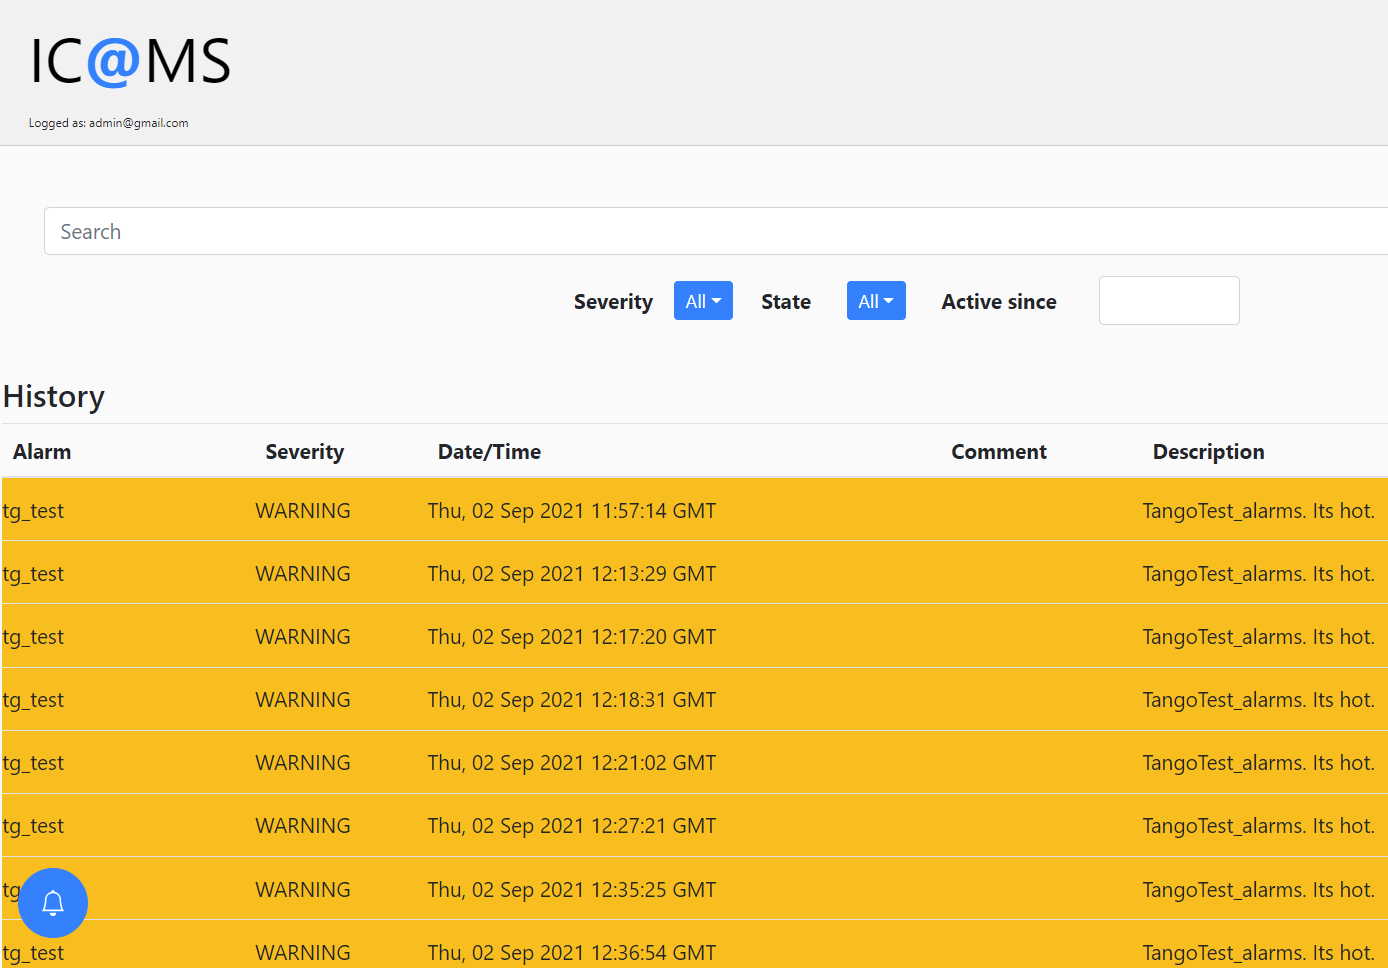 IC@MS
Logged as: admin@gmail.com
Search
Severity All State All Active since
History
Alarm Severity Date/Time Comment Description
tg_test WARNING Thu, 02 Sep 2021 11:57:14 GMT TangoTest_alarms. Its hot.
tg_test WARNING Thu, 02 Sep 2021 12:13:29 GMT TangoTest_alarms. Its hot.
tg_test WARNING Thu, 02 Sep 2021 12:17:20 GMT TangoTest_alarms. Its hot.
tg_test WARNING Thu, 02 Sep 2021 12:18:31 GMT TangoTest_alarms. Its hot.
tg_test WARNING Thu, 02 Sep 2021 12:21:02 GMT TangoTest_alarms. Its hot.
tg_test WARNING Thu, 02 Sep 2021 12:27:21 GMT TangoTest_alarms. Its hot.
WARNING Thu, 02 Sep 2021 12:35:25 GMT TangoTest_alarms. Its hot.
tg_test WARNING Thu, 02 Sep 2021 12:36:54 GMT TangoTest_alarms. Its hot.